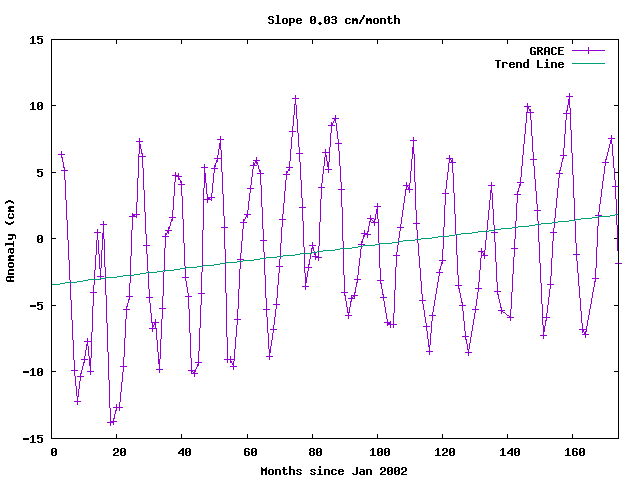 Slope 0.03 cm/month
15
GRACE
Trend Line
10
5
0
-5
-10
-15
Anomaly (cm)
0 20 40 60 80 100 120 140 160
Months since Jan 2002